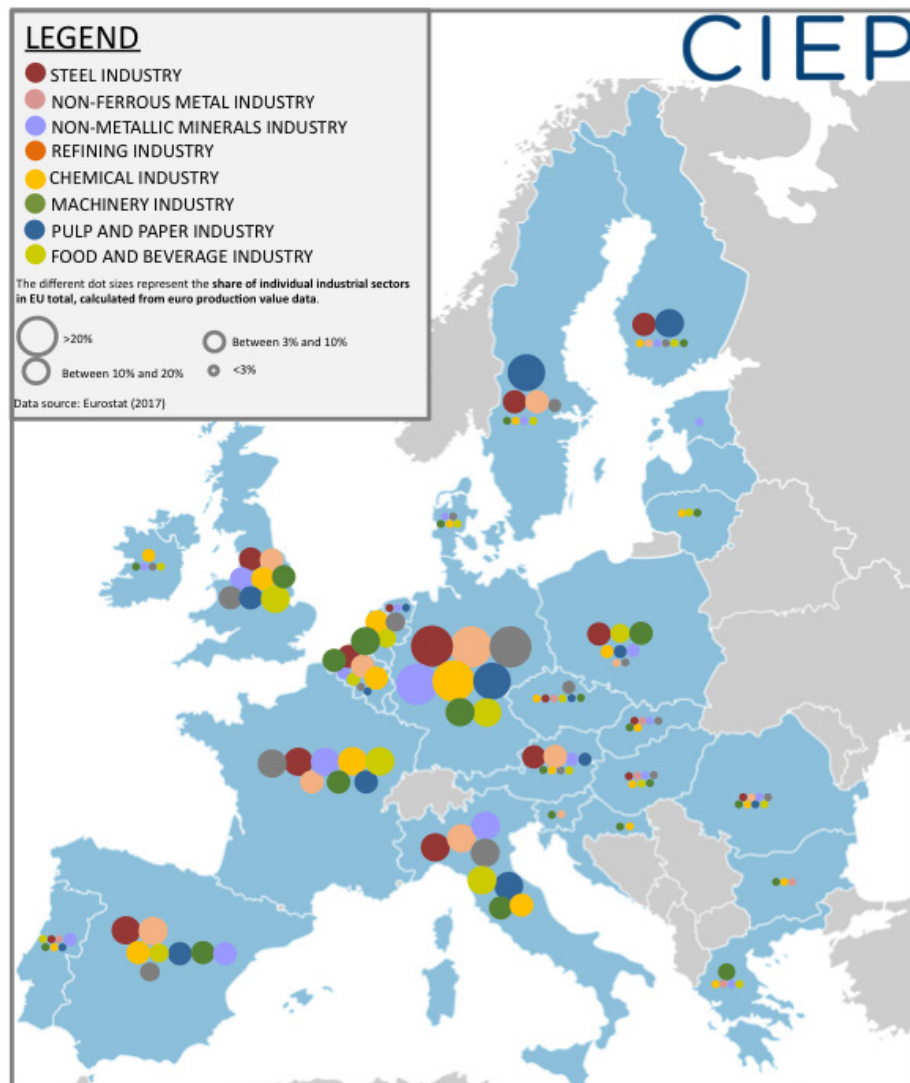 CIEP
LEGEND
STEEL INDUSTRY
NON-FERROUS METAL INDUSTRY
NON-METALLIC MINERALS INDUSTRY
REFINING INDUSTRY
CHEMICAL INDUSTRY
MACHINERY INDUSTRY
PULP AND PAPER INDUSTRY
FOOD AND BEVERAGE INDUSTRY
The different dot sizes represent the share of individual industrial sectors
in EU total, calculated from euro production value data.
>20%
Between 3% and 10%
Between 10% and 20%
<3%
Data source: Eurostat (2017)